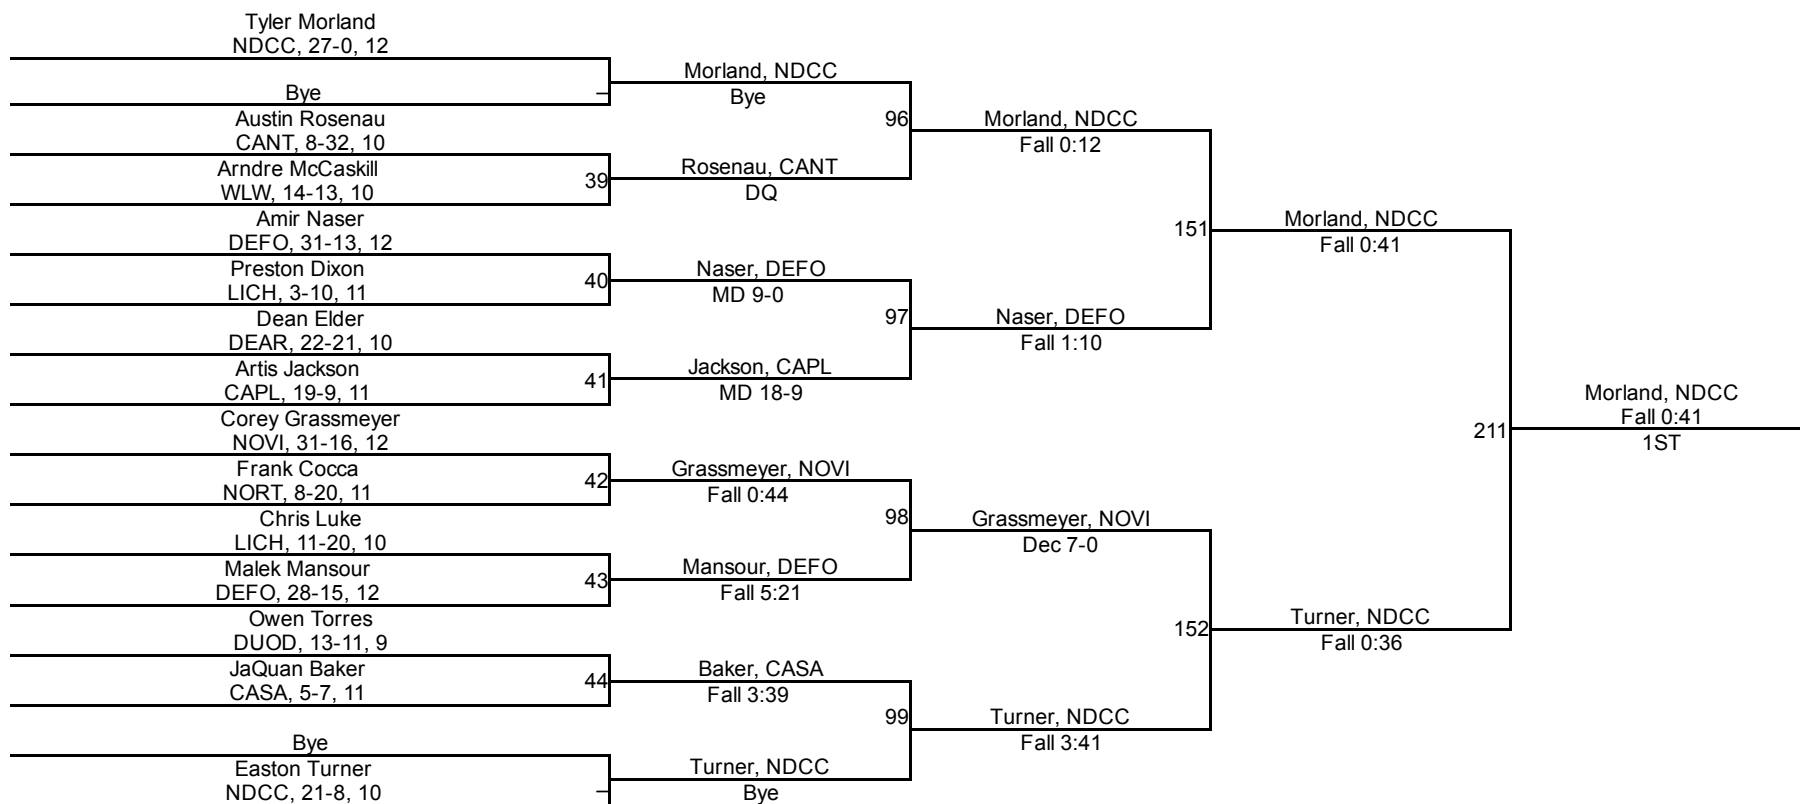 Tyler Morland
NDCC, 27-0, 12
Bye
Austin Rosenau
CANT, 8-32, 10
Arndre McCaskill
WLW, 14-13, 10
Amir Naser
DEFO, 31-13, 12
Preston Dixon
LICH, 3-10, 11
Dean Elder
DEAR, 22-21, 10
Artis Jackson
CAPL, 19-9, 11
Corey Grassmeyer
NOVI, 31-16, 12
Frank Cocca
NORT, 8-20, 11
Chris Luke
LICH, 11-20, 10
Malek Mansour
DEFO, 28-15, 12
Owen Torres
DUOD, 13-11, 9
JaQuan Baker
CASA, 5-7, 11
Bye
Easton Turner
NDCC, 21-8, 10
39
40
41
42
43
44
Morland, NDCC
Bye
Rosenau, CANT
DQ
Naser, DEFO
MD 9-0
Jackson, CAPL
MD 18-9
Grassmeyer, NOVI
Fall 0:44
Mansour, DEFO
Fall 5:21
Baker, CASA
Fall 3:39
Turner, NDCC
Bye
96
97
98
99
Morland, NDCC
Fall 0:12
Naser, DEFO
Fall 1:10
Grassmeyer, NOVI
Dec 7-0
Turner, NDCC
Fall 3:41
151
152
Morland, NDCC
Fall 0:41
Turner, NDCC
Fall 0:36
211
Morland, NDCC
Fall 0:41
1ST